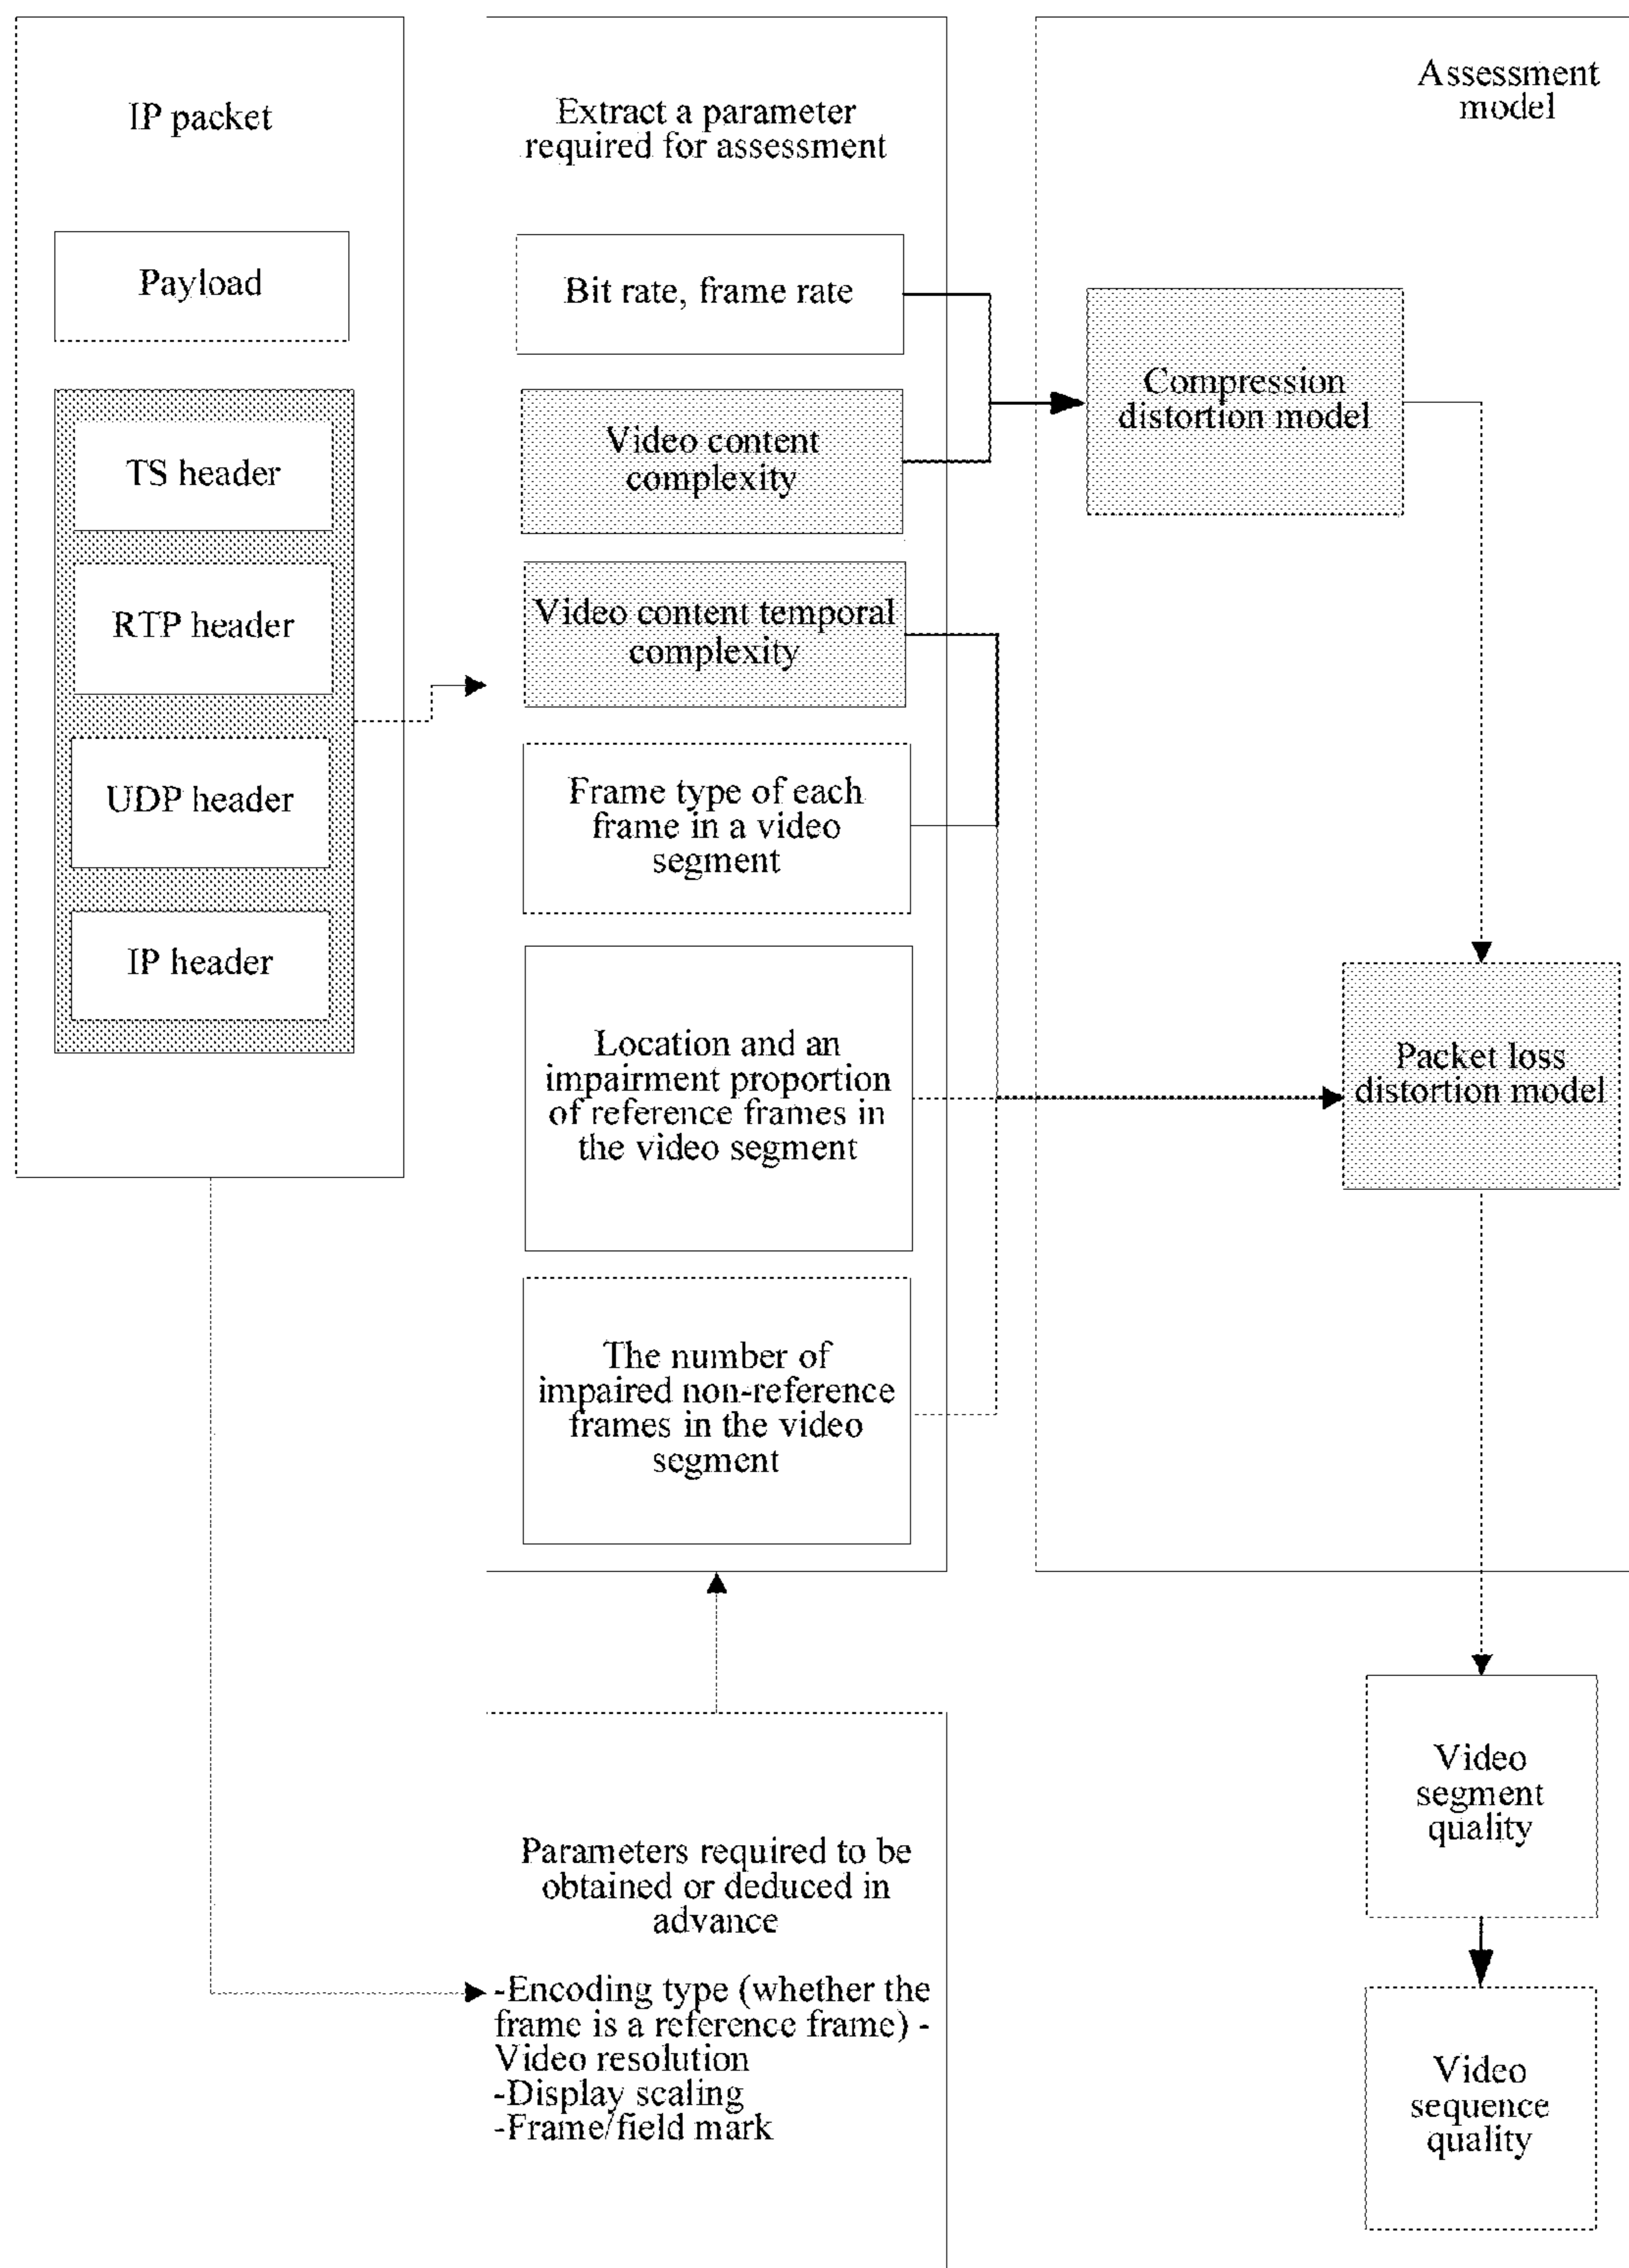 IP packet
Payload
TS header
RTP header
UDP header
IP header
Extract a parameter
required for assessment
Bit rate, frame rate
Video content
complexity
Video content temporal
complexity
Frame type of each
frame in a video
segment
Location and an
impairment proportion
of reference frames in
the video segment
The number of
impaired non-reference
frames in the video
segment
Parameters required to be
obtained or deduced in
advance
-Encoding type (whether the
frame is a reference frame) -
Video resolution
-Display scaling
-Frame/field mark
Assessment
model
Compression
distortion model
Packet loss
distortion model
Video
segment
quality
Video
sequence
quality